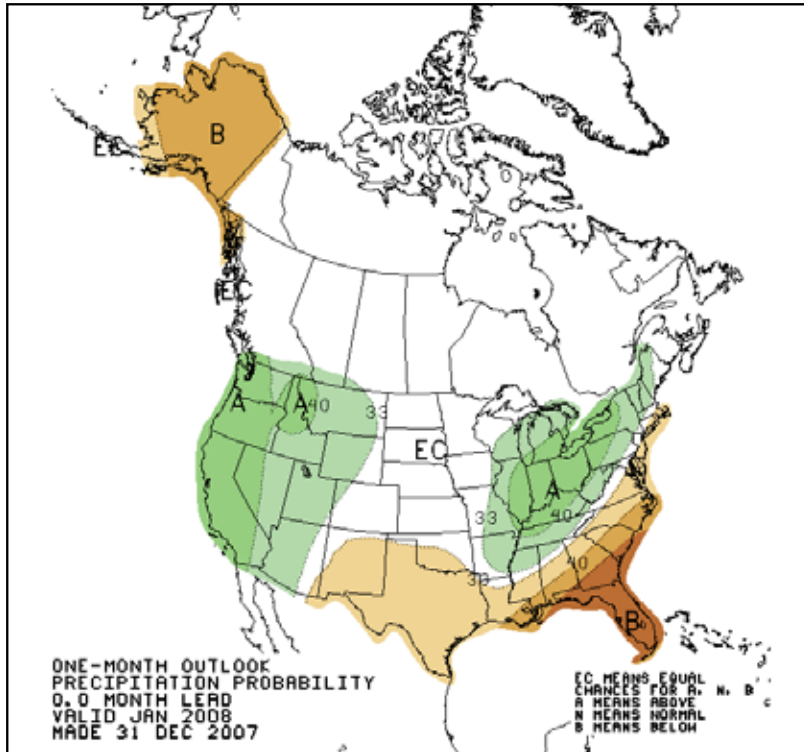 B
EC
EC
A
A40
33
EC
A
33
40
33
40
B
ONE-MONTH OUTLOOK
PRECIPITATION PROBABILITY
0.0 MONTH LEAD
VALID JAN 2008
MADE 31 DEC 2007
EC MEANS EQUAL
CHANCES FOR A, N, B
A MEANS ABOVE
N MEANS NORMAL
B MEANS BELOW